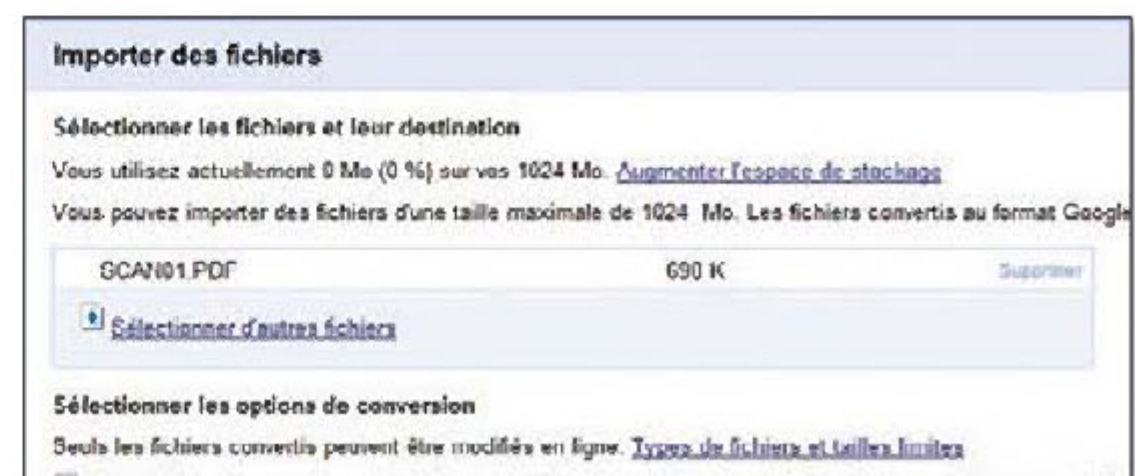 Importer des fichiers
Sélectionner les fichiers et leur destination
Vous utilisez actuellement 0 Mo (0 %) sur vos 1024 Mo. Augmenter l'espace de stockage
Vous pouvez importer des fichiers d'une taille maximale de 1024 Mo. Les fichiers convertis au format Google
SCAN01.PDF 690 K Supprimer
Sélectionner d'autres fichiers
Sélectionner les options de conversion
Seuls les fichiers convertis peuvent être modifiés en ligne. Types de fichiers et tailles limites